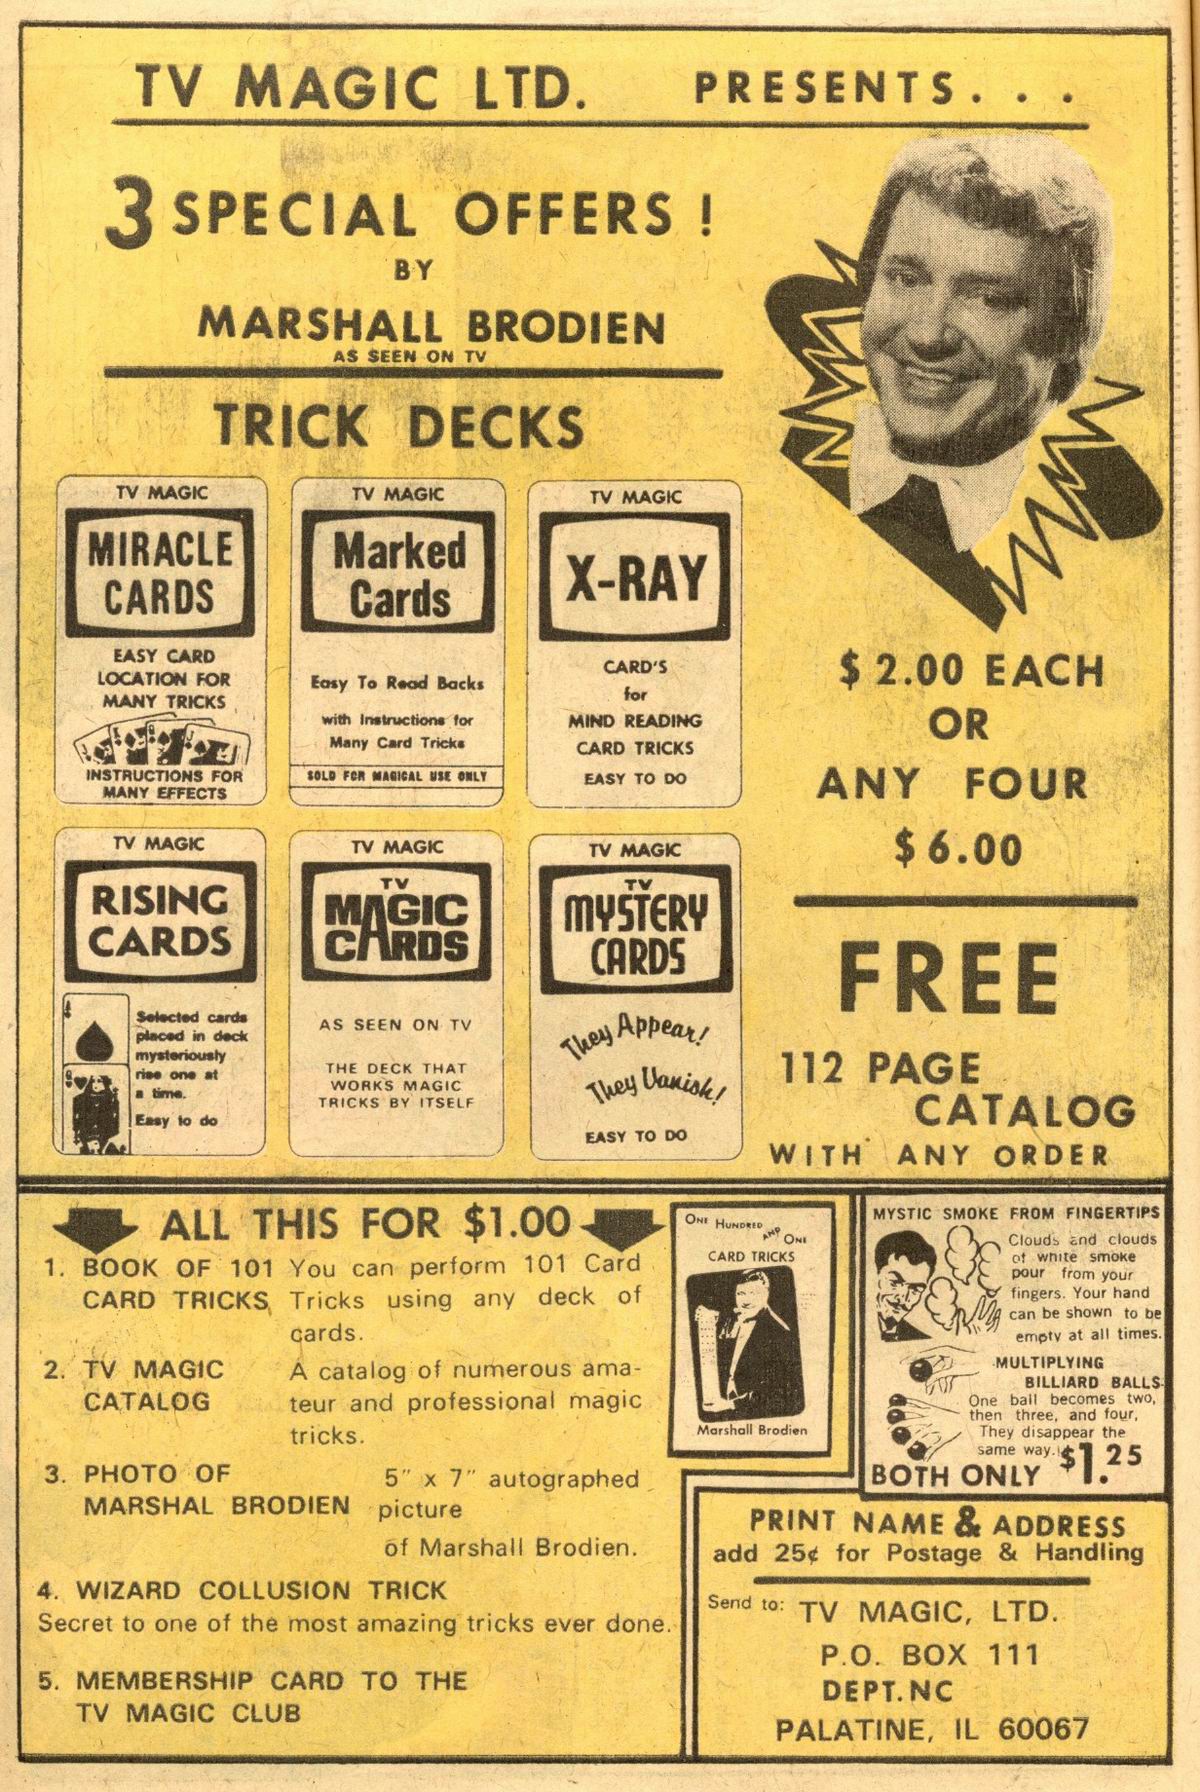 TV MAGIC LTD. PRESENTS...
3 SPECIAL OFFERS!
BY
MARSHALL BRODIEN
AS SEEN ON TV
TRICK DECKS
TV MAGIC
MIRACLE
CARDS
EASY CARD
LOCATION FOR
MANY TRICKS
INSTRUCTIONS FOR
MANY EFFECTS
TV MAGIC
Marked
Cards
Easy To Read Backs
with Instructions for
Many Card Tricks
SOLD FOR MAGICAL USE ONLY
TV MAGIC
X-RAY
CARD'S
for
MIND READING
CARD TRICKS
EASY TO DO
TV MAGIC
RISING
CARDS
Selected cards
placed in deck
mysteriously
rise one at
a time.
Easy to do
TV MAGIC
TV
MAGIC
CARDS
AS SEEN ON TV
THE DECK THAT
WORKS MAGIC
TRICKS BY ITSELF
TV MAGIC
TV
MYSTERY
CARDS
They Appear!
They Vanish!
EASY TO DO
$2.00 EACH
OR
ANY FOUR
$6.00
FREE
112 PAGE
CATALOG
WITH ANY ORDER
ALL THIS FOR $1.00
1. BOOK OF 101 You can perform 101 Card
CARD TRICKS Tricks using any deck of
cards.
2. TV MAGIC A catalog of numerous ama-
CATALOG teur and professional magic
tricks.
3. PHOTO OF 5" x 7" autographed
MARSHAL BRODIEN picture
of Marshall Brodien.
4. WIZARD COLLUSION TRICK
Secret to one of the most amazing tricks ever done.
5. MEMBERSHIP CARD TO THE
TV MAGIC CLUB
ONE HUNDRED AND ONE
CARD TRICKS
Marshall Brodien
MYSTIC SMOKE FROM FINGERTIPS
Clouds and clouds
of white smoke
pour from your
fingers. Your hand
can be shown to be
empty at all times.
MULTIPLYING
BILLIARD BALLS
One ball becomes two,
then three, and four,
They disappear the
same way.
BOTH ONLY $1.25
PRINT NAME & ADDRESS
add 25¢ for Postage & Handling
Send to: TV MAGIC, LTD.
P.O. BOX 111
DEPT. NC
PALATINE, IL 60067